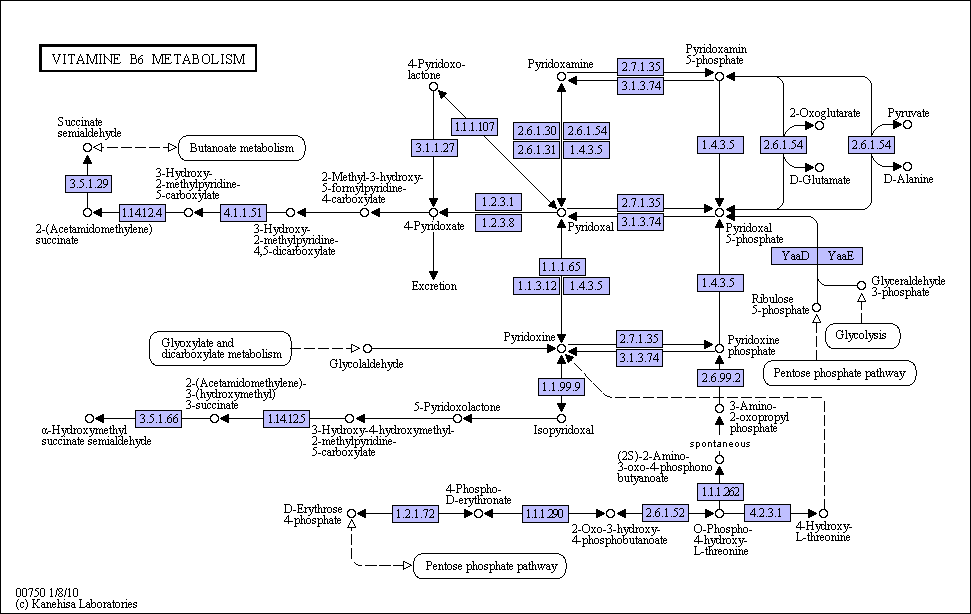 VITAMINE B6 METABOLISM
4-Pyridoxo-
lactone
Pyridoxamine
2.7.1.35
3.1.3.74
Pyridoxamin
5-phosphate
Succinate
semialdehyde
Butanoate metabolism
1.1.1.107
3.1.1.27
2.6.1.30
2.6.1.54
2.6.1.31
1.4.3.5
1.4.3.5
2-Oxoglutarate
2.6.1.54
D-Glutamate
Pyruvate
2.6.1.54
D-Alanine
3.5.1.29
3-Hydroxy-
2-methylpyridine-
5-carboxylate
2-Methyl-3-hydroxy-
5-formylpyridine-
4-carboxylate
1.14.12.4
4.1.1.51
1.2.3.1
1.2.3.8
2.7.1.35
3.1.3.74
2-(Acetamidomethylene)
succinate
3-Hydroxy-
2-methylpyridine-
4,5-dicarboxylate
4-Pyridoxate
Pyridoxal
Pyridoxal
5-phosphate
Excretion
1.1.1.65
1.1.3.12
1.4.3.5
1.4.3.5
YaaD
YaaE
Glyceraldehyde
3-phosphate
Ribulose
5-phosphate
Glycolysis
Pentose phosphate pathway
Glyoxylate and
dicarboxylate metabolism
Glycolaldehyde
Pyridoxine
2.7.1.35
3.1.3.74
Pyridoxine
phosphate
1.1.99.9
2.6.99.2
2-(Acetamidomethylene)-
3-(hydroxymethyl)
3-succinate
5-Pyridoxolactone
3.5.1.66
1.14.12.5
α-Hydroxymethyl
succinate semialdehyde
3-Hydroxy-4-hydroxymethyl-
2-methylpyridine-
5-carboxylate
Isopyridoxal
3-Amino-
2-oxopropyl
phosphate
spontaneous
(2S)-2-Amino-
3-oxo-4-phosphono
butyanoate
1.1.1.262
4-Phospho-
D-erythronate
D-Erythrose
4-phosphate
1.2.1.72
1.1.1.290
2.6.1.52
4.2.3.1
2-Oxo-3-hydroxy-
4-phosphobutanoate
O-Phospho-
4-hydroxy-
L-threonine
4-Hydroxy-
L-threonine
Pentose phosphate pathway
00750 1/8/10
(c) Kanehisa Laboratories